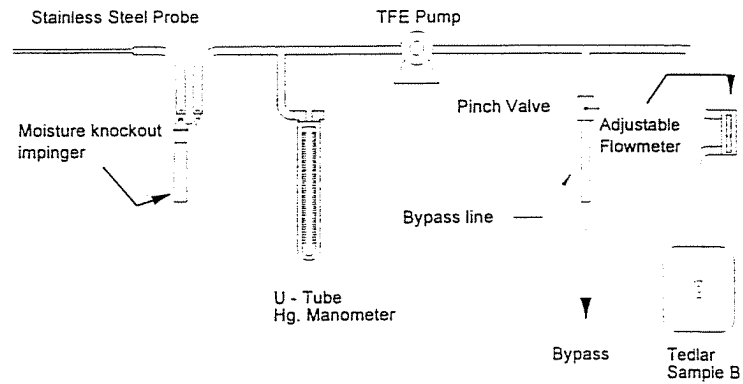 Stainless Steel Probe
TFE Pump
Pinch Valve
Adjustable
Flowmeter
Moisture knockout
impinger
Bypass line
U - Tube
Hg. Manometer
Bypass
Tedlar
Sample B